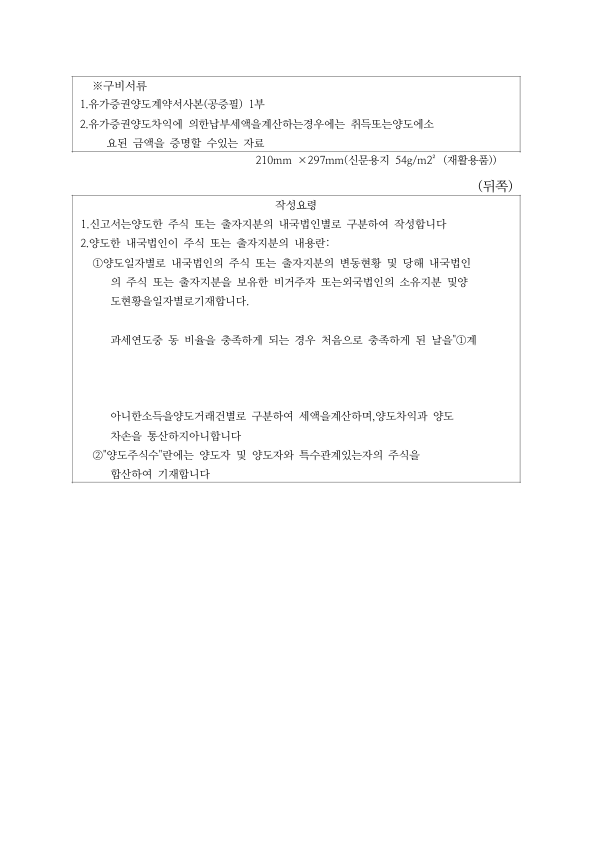 ※구비서류
1.유가증권양도계약서사본(공증필) 1부
2.유가증권양도차익에 의한납부세액을계산하는경우에는 취득또는양도에소
요된 금액을 증명할 수있는 자료
210mm ×297mm(신문용지 54g/m2² (재활용품))
(뒤쪽)
작성요령
1.신고서는양도한 주식 또는 출자지분의 내국법인별로 구분하여 작성합니다
2.양도한 내국법인이 주식 또는 출자지분의 내용란:
①양도일자별로 내국법인의 주식 또는 출자지분의 변동현황 및 당해 내국법인
의 주식 또는 출자지분을 보유한 비거주자 또는외국법인의 소유지분 및양
도현황을일자별로기재합니다.
과세연도중 동 비율을 충족하게 되는 경우 처음으로 충족하게 된 날을"①계
아니한소득을양도거래건별로 구분하여 세액을계산하며,양도차익과 양도
차손을 통산하지아니합니다
②"양도주식수"란에는 양도자 및 양도자와 특수관계있는자의 주식을
합산하여 기재합니다